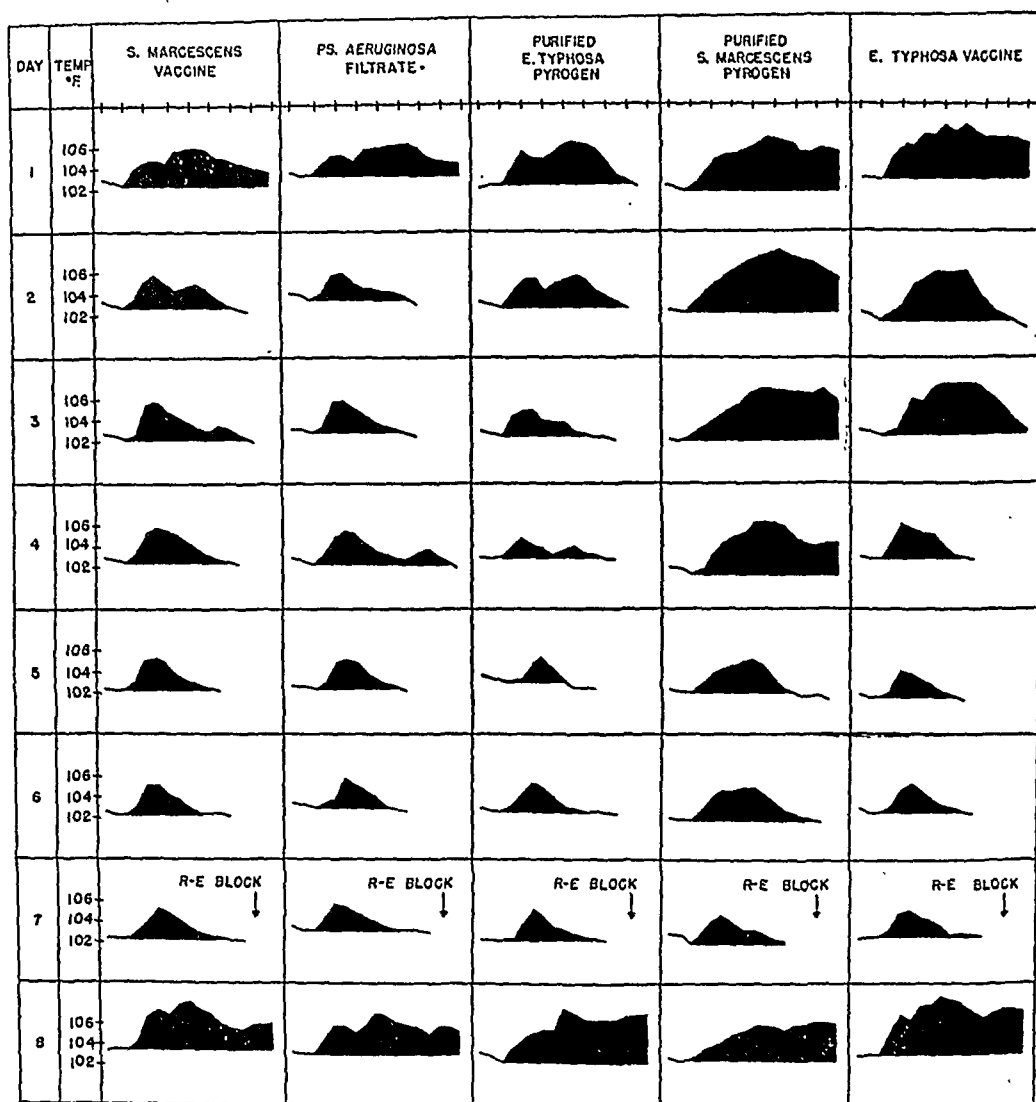 DAY
TEMP
°F.
S. MARCESCENS
VACCINE
PS. AERUGINOSA
FILTRATE.
PURIFIED
E. TYPHOSA
PYROGEN
PURIFIED
S. MARCESCENS
PYROGEN
E. TYPHOSA VACCINE
1
106
104
102
2
106
104
102
3
106
104
102
4
106
104
102
5
106
104
102
6
106
104
102
7
106
104
102
R-E BLOCK
R-E BLOCK
R-E BLOCK
R-E BLOCK
R-E BLOCK
8
106
104
102